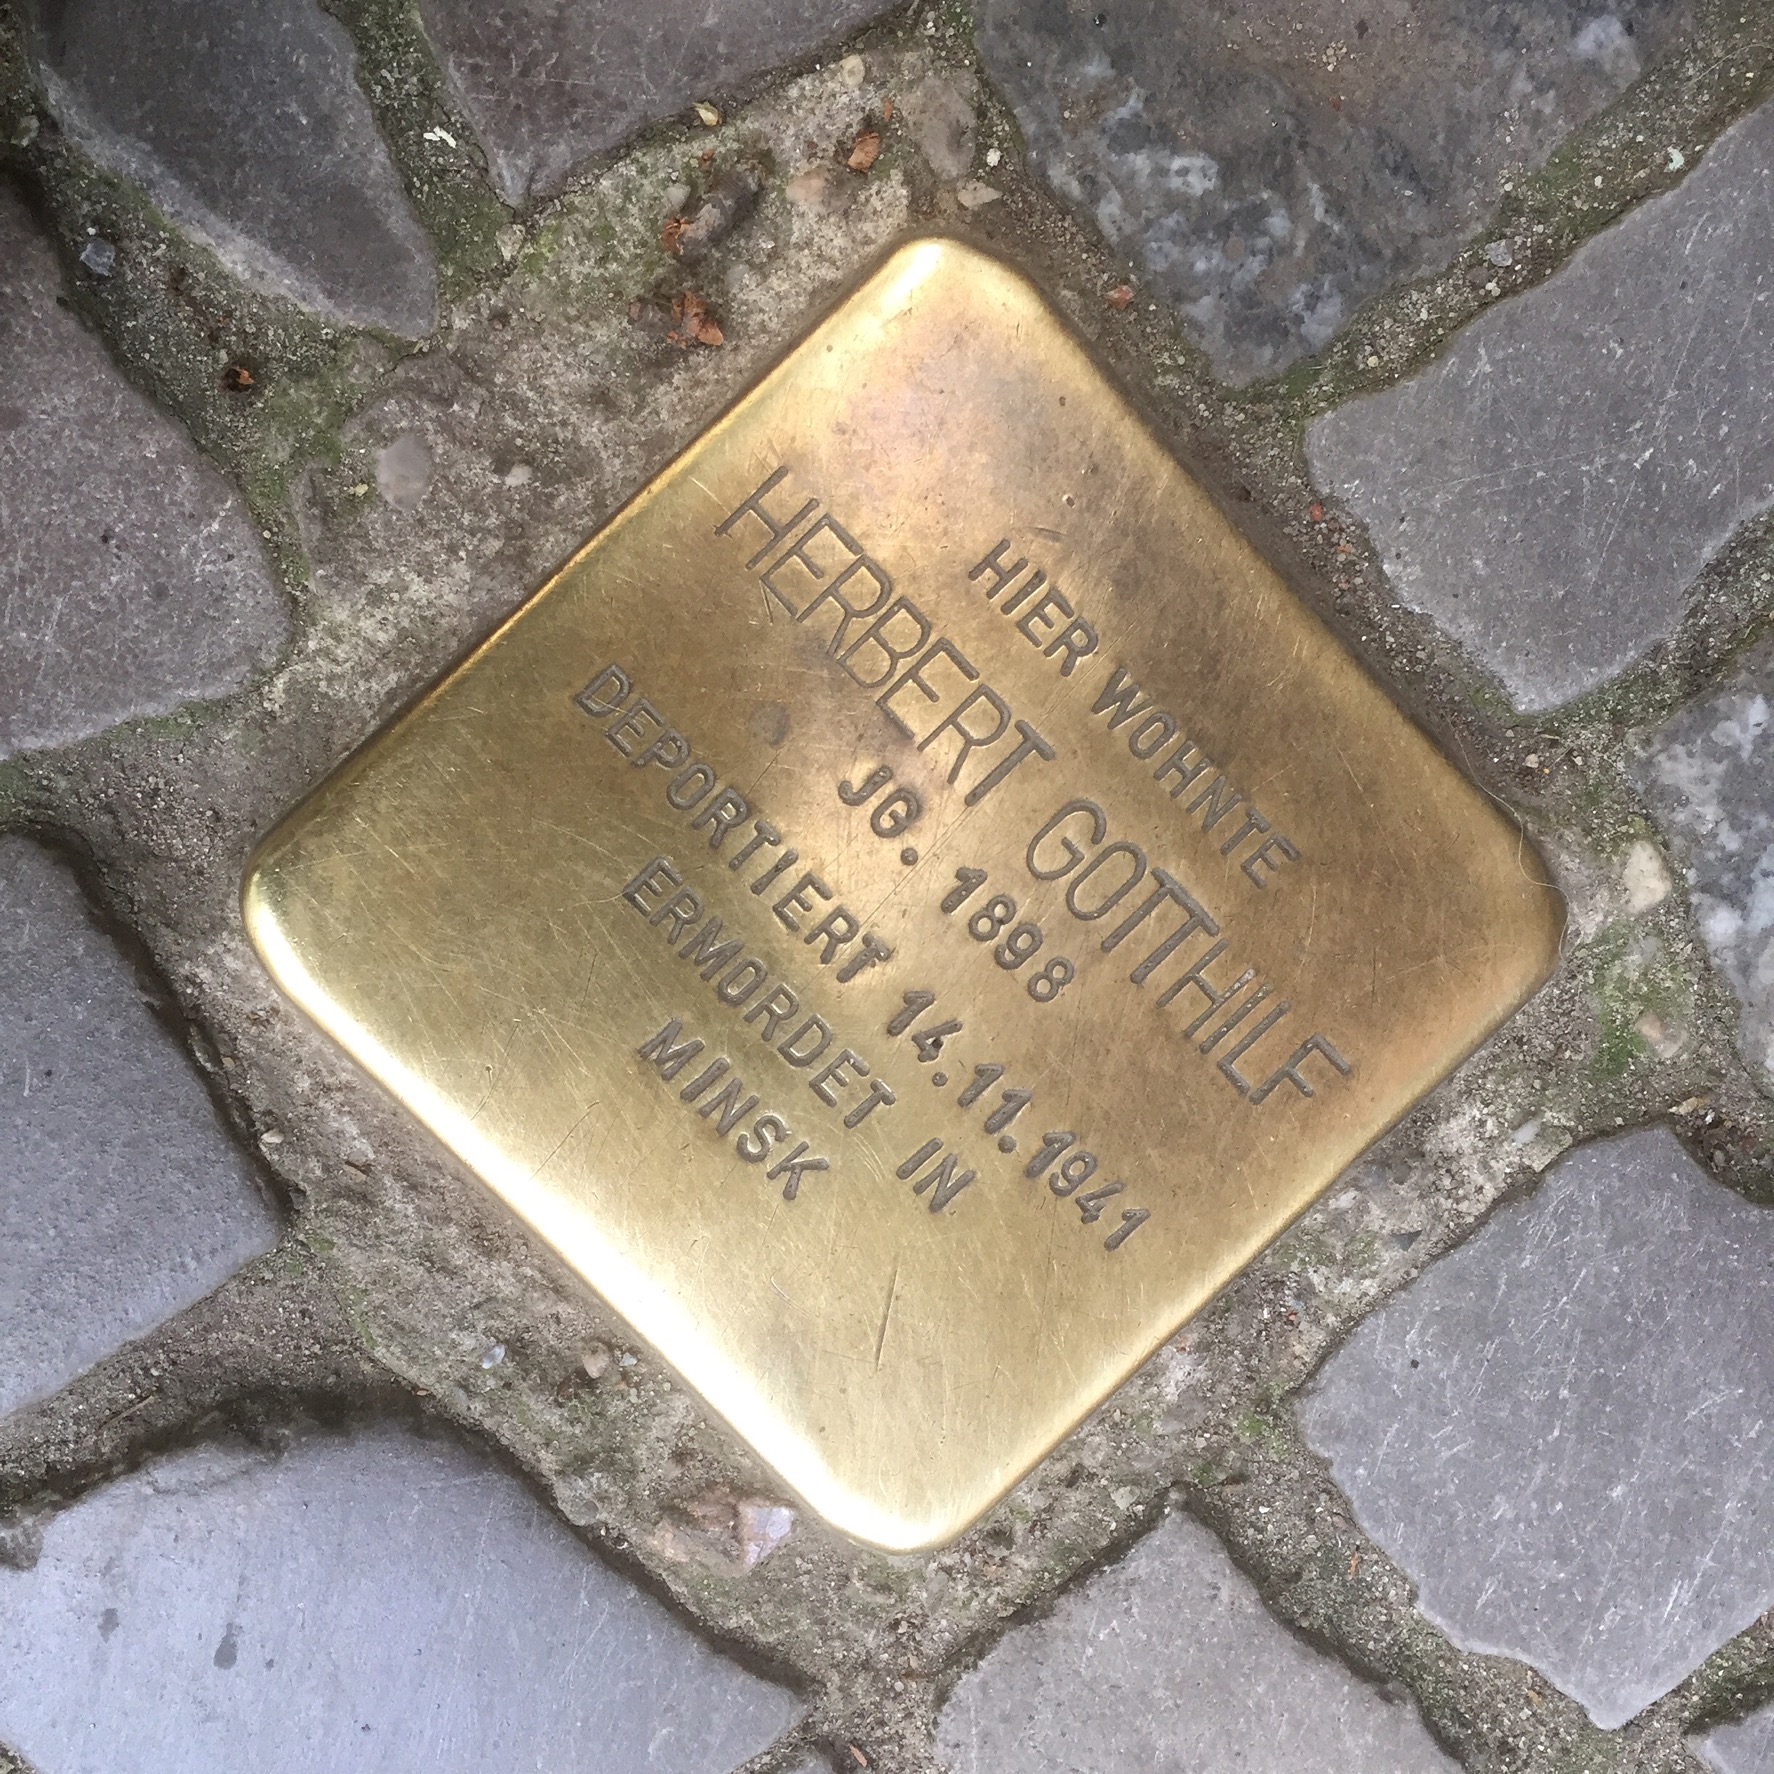 HIER WOHNTE
HERBERT GOTTHILF
JG. 1898
DEPORTIERT 14.11.1941
ERMORDET IN
MINSK